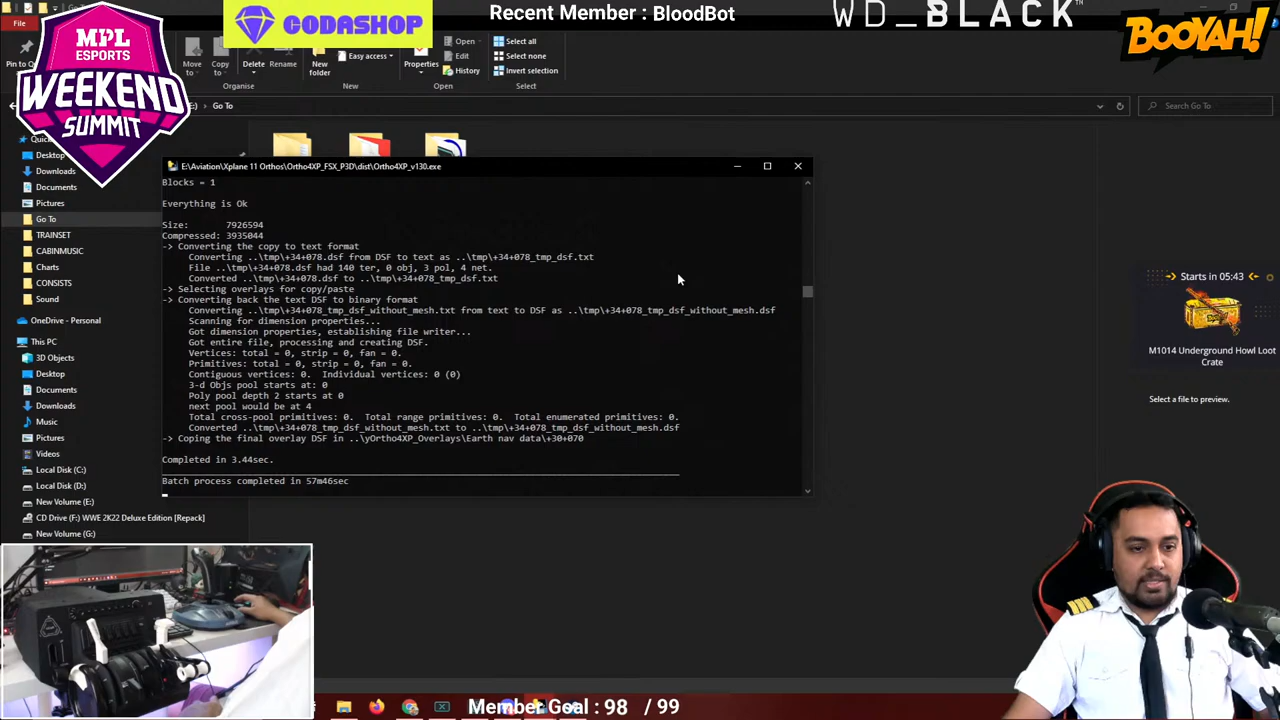 MPL
ESPORTS
WEEKEND
SUMMIT
CODASHOP
Recent Member : BloodBot
WD_BLACK™
BOOYAH!
File
Pin to Q
Move to
Copy to
Delete
Rename
New folder
Easy access
Properties
Open
Edit
History
Select all
Select none
Invert selection
Organise
New
Open
Select
Go To
Search Go To
Quick
Desktop
Downloads
Documents
Pictures
Go To
TRAINSET
CABINMUSIC
Charts
CONSISTS
Sound
OneDrive - Personal
This PC
3D Objects
Desktop
Documents
Downloads
Music
Pictures
Videos
Local Disk (C:)
Local Disk (D:)
New Volume (E:)
CD Drive (F:) WWE 2K22 Deluxe Edition [Repack]
New Volume (G:)
E:\Aviation\Xplane 11 Orthos\Ortho4XP_FSX_P3D\dist\Ortho4XP_v130.exe
Blocks = 1
Everything is Ok
Size: 7926594
Compressed: 3935044
-> Converting the copy to text format
Converting ..\tmp\+34+078.dsf from DSF to text as ..\tmp\+34+078_tmp_dsf.txt
File ..\tmp\+34+078.dsf had 140 ter, 0 obj, 3 pol, 4 net.
Converted ..\tmp\+34+078.dsf to ..\tmp\+34+078_tmp_dsf.txt
-> Selecting overlays for copy/paste
-> Converting back the text DSF to binary format
Converting ..\tmp\+34+078_tmp_dsf_without_mesh.txt from text to DSF as ..\tmp\+34+078_tmp_dsf_without_mesh.dsf
Scanning for dimension properties...
Got dimension properties, establishing file writer...
Got entire file, processing and creating DSF.
Vertices: total = 0, strip = 0, fan = 0.
Primitives: total = 0, strip = 0, fan = 0.
Contiguous vertices: 0. Individual vertices: 0 (0)
3-d Objs pool starts at: 0
Poly pool depth 2 starts at 0
next pool would be at 4
Total cross-pool primitives: 0. Total range primitives: 0. Total enumerated primitives: 0.
Converted ..\tmp\+34+078_tmp_dsf_without_mesh.txt to ..\tmp\+34+078_tmp_dsf_without_mesh.dsf
-> Coping the final overlay DSF in ..\yOrtho4XP_Overlays\Earth nav data\+30+070
Completed in 3.44sec.
Batch process completed in 57m46sec
Starts in 05:43
M1014 Underground Howl Loot
Crate
Select a file to preview.
Member Goal : 98 / 99